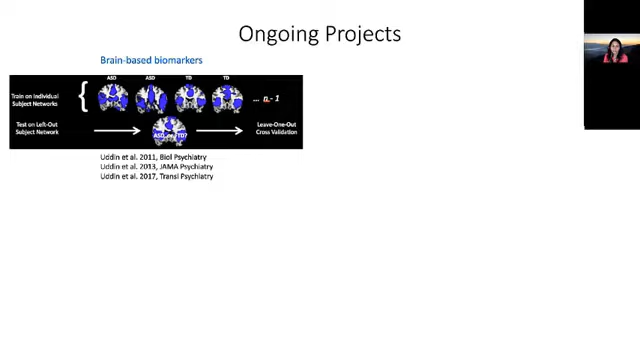 Ongoing Projects
Brain-based biomarkers
ASD ASD TD TD
Train on Individual
Subject Networks
... n-1
Test on Left-Out
Subject Network
ASD or TD?
Leave-One-Out
Cross Validation
Uddin et al. 2011, Biol Psychiatry
Uddin et al. 2013, JAMA Psychiatry
Uddin et al. 2017, Transl Psychiatry